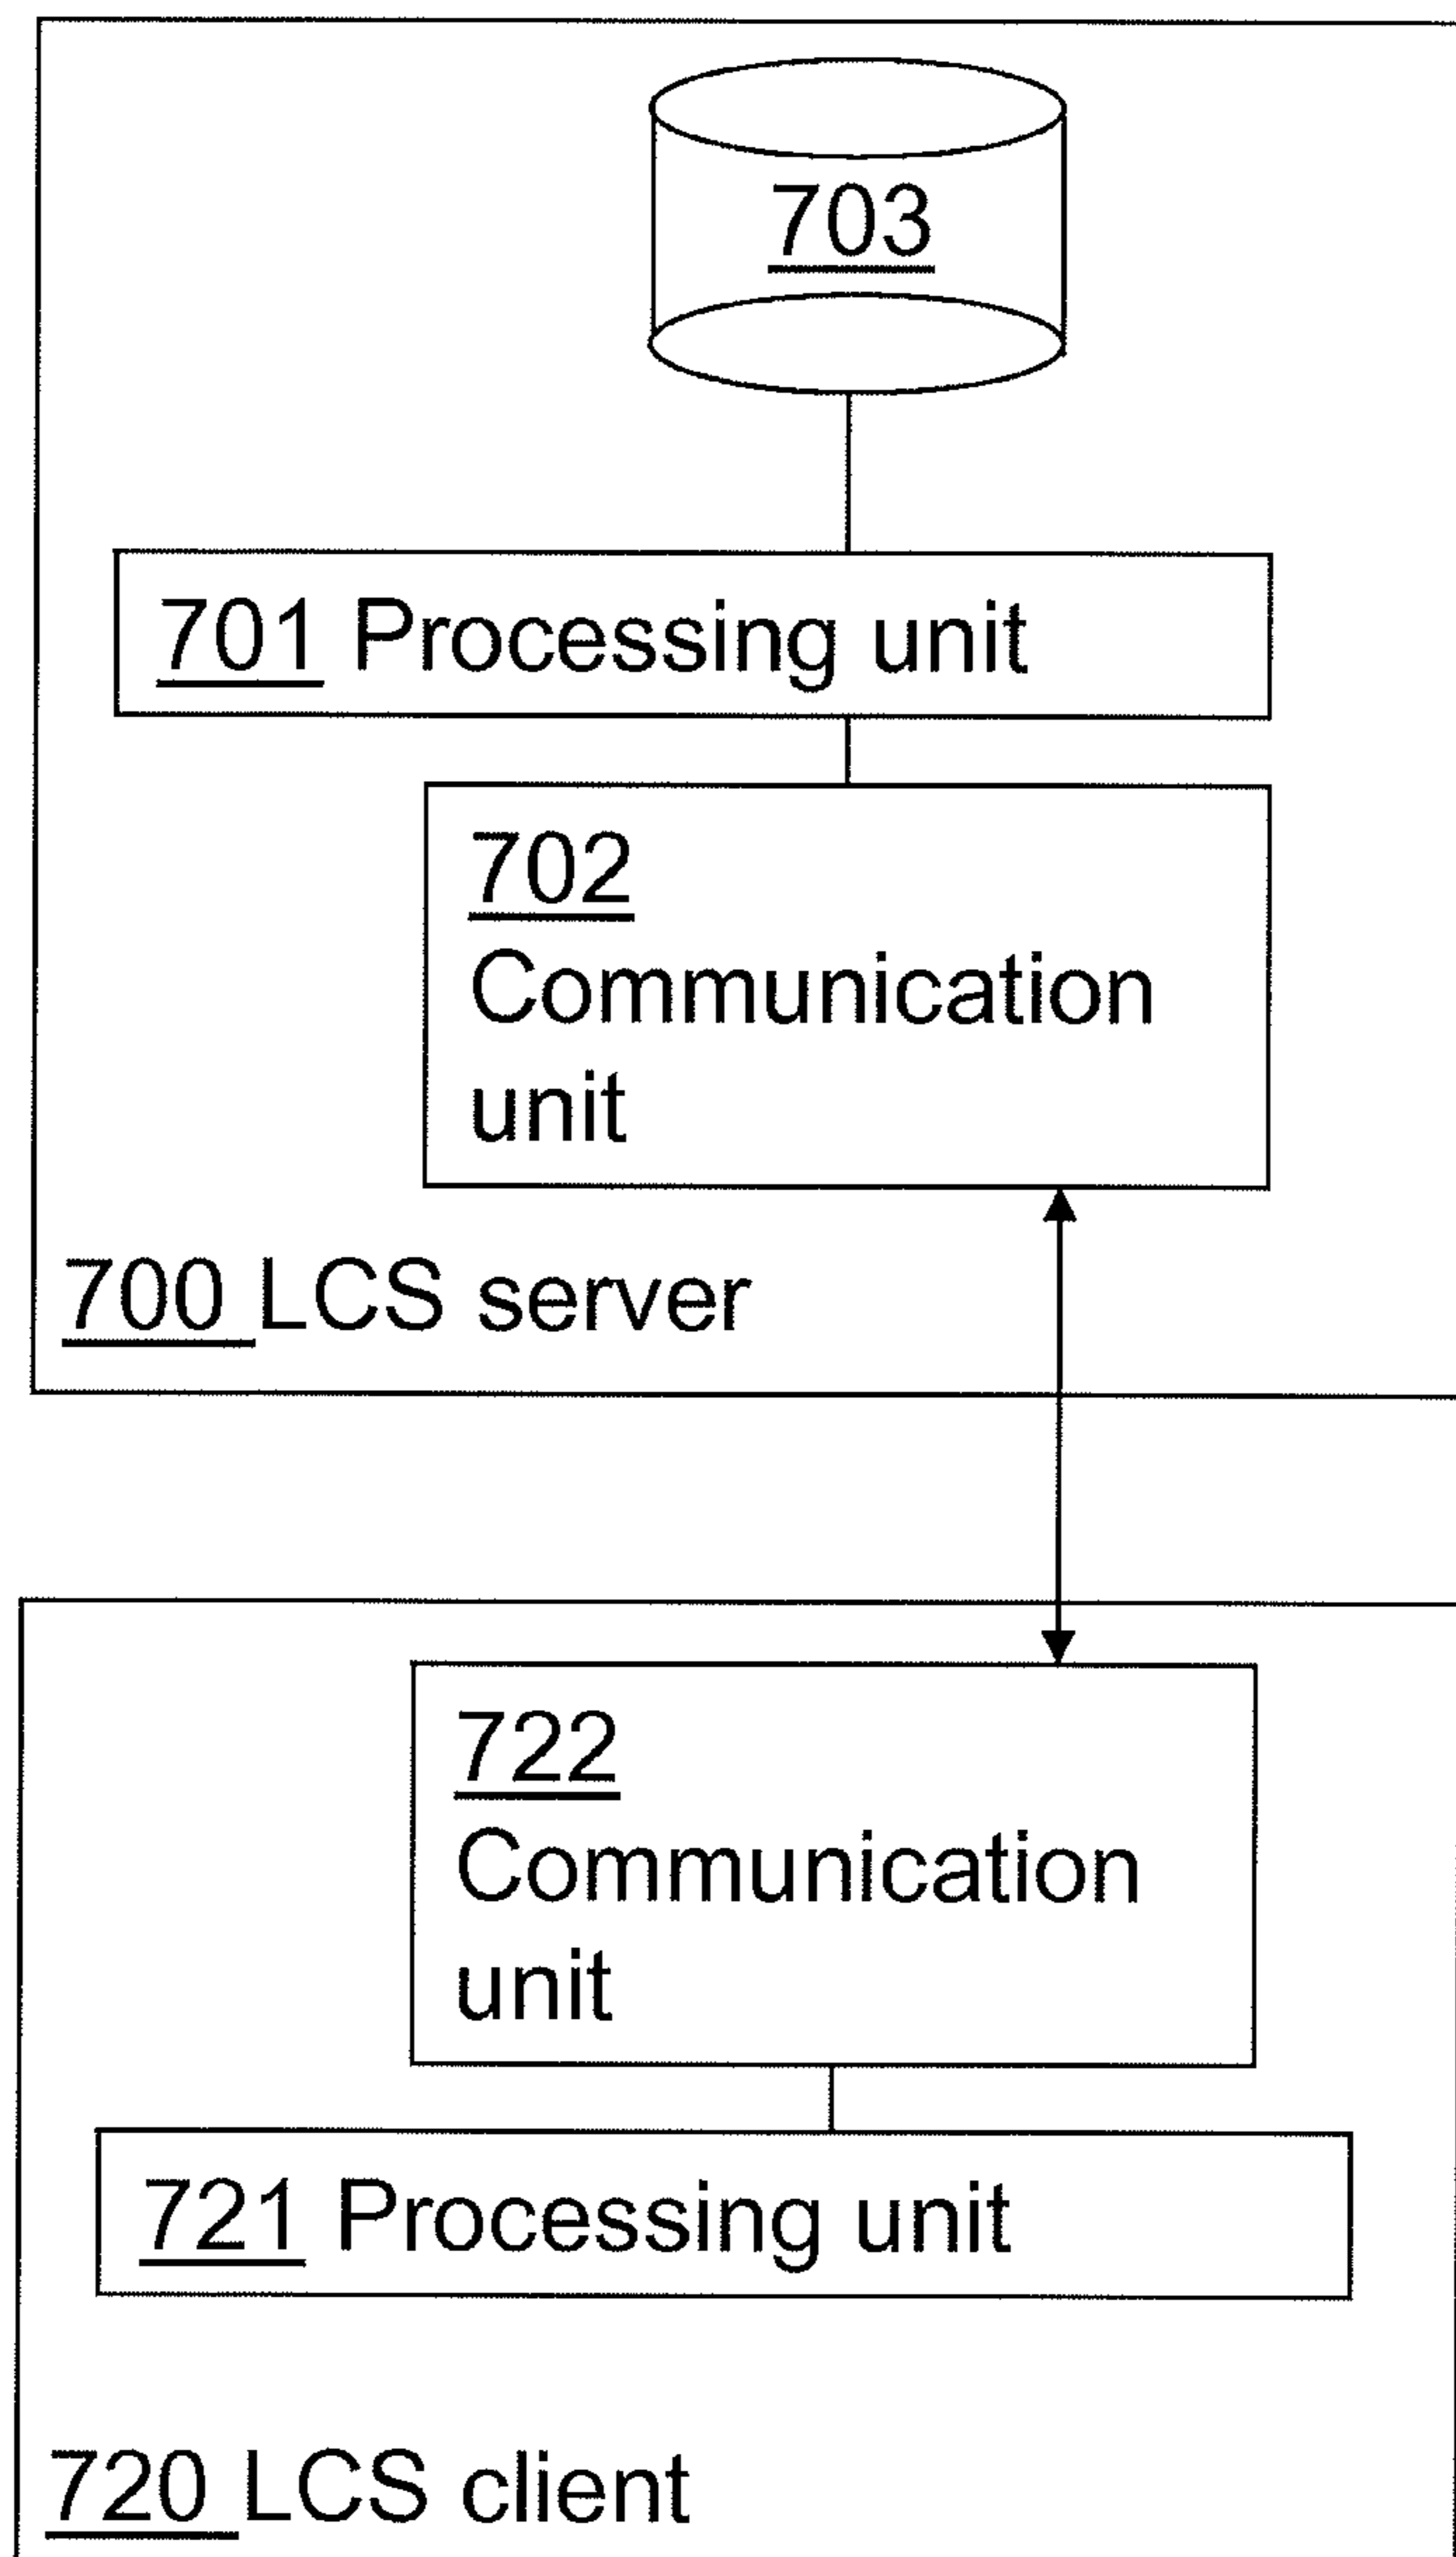 703
701 Processing unit
702
Communication
unit
700 LCS server
722
Communication
unit
721 Processing unit
720 LCS client